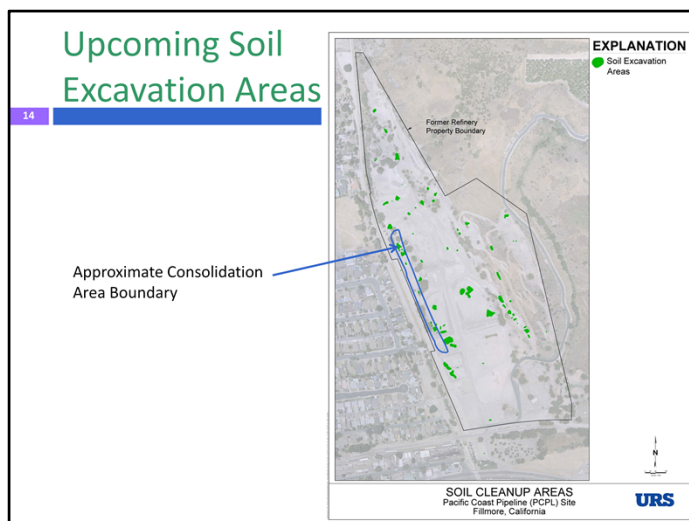 Upcoming Soil
Excavation Areas
14
Approximate Consolidation
Area Boundary
Former Refinery
Property Boundary
EXPLANATION
Soil Excavation
Areas
N
SOIL CLEANUP AREAS
Pacific Coast Pipeline (PCPL) Site
Fillmore, California
URS